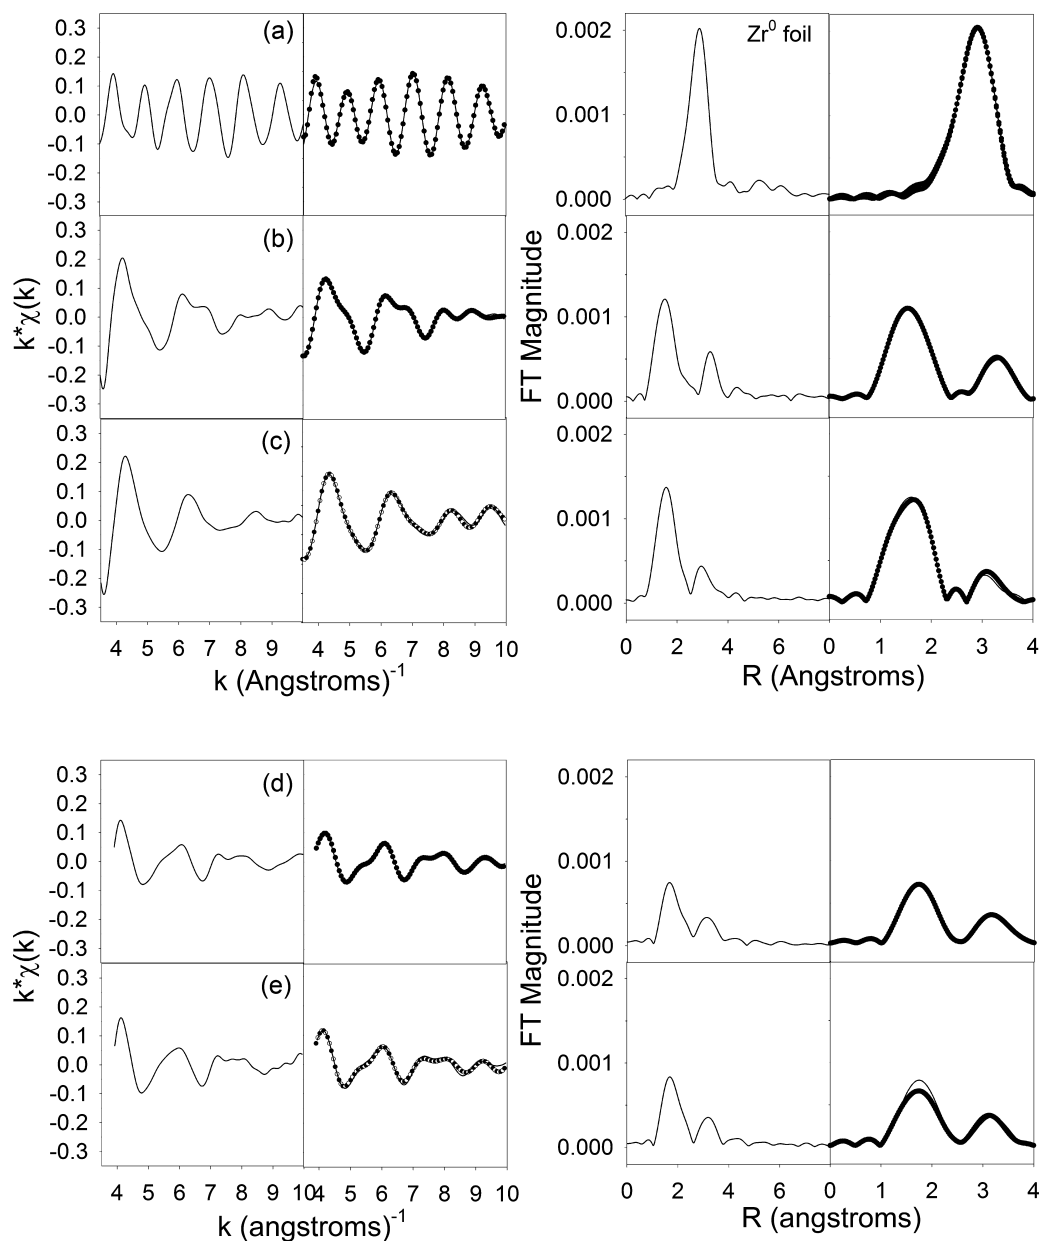 0.3
0.2
0.1
0.0
-0.1
-0.2
-0.3
(a)
0.002
0.001
0.000
Zr⁰ foil
0.3
0.2
0.1
0.0
-0.1
-0.2
-0.3
(b)
k*χ(k)
0.002
0.001
0.000
FT Magnitude
0.3
0.2
0.1
0.0
-0.1
-0.2
-0.3
(c)
0.002
0.001
0.000
4 5 6 7 8 9 4 5 6 7 8 9 10
k (Angstroms)⁻¹
0 2 4 6 0 1 2 3 4
R (Angstroms)
0.3
0.2
0.1
0.0
-0.1
-0.2
-0.3
(d)
k*χ(k)
0.002
0.001
0.000
FT Magnitude
0.3
0.2
0.1
0.0
-0.1
-0.2
-0.3
(e)
0.002
0.001
0.000
4 5 6 7 8 9 10 4 5 6 7 8 9 10
k (angstroms)⁻¹
0 2 4 6 0 1 2 3 4
R (angstroms)